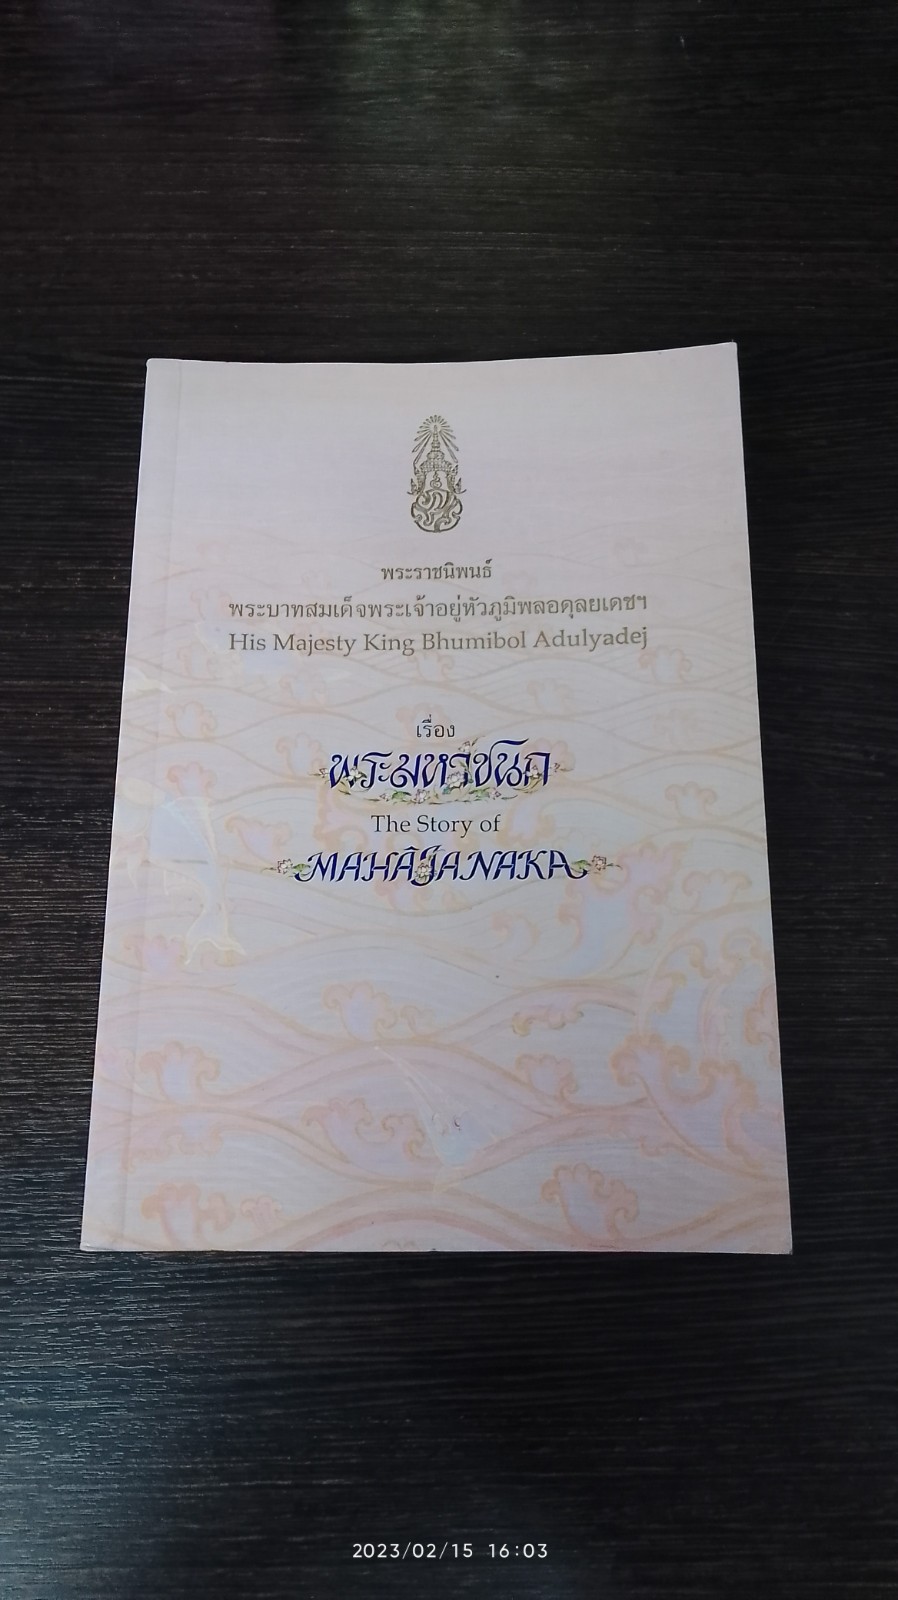 พระราชนิพนธ์
พระบาทสมเด็จพระเจ้าอยู่หัวภูมิพลอดุลยเดชฯ
His Majesty King Bhumibol Adulyadej
เรื่อง
พระมหาชนก
The Story of
MAHĀJANAKA
2023/02/15 16:03